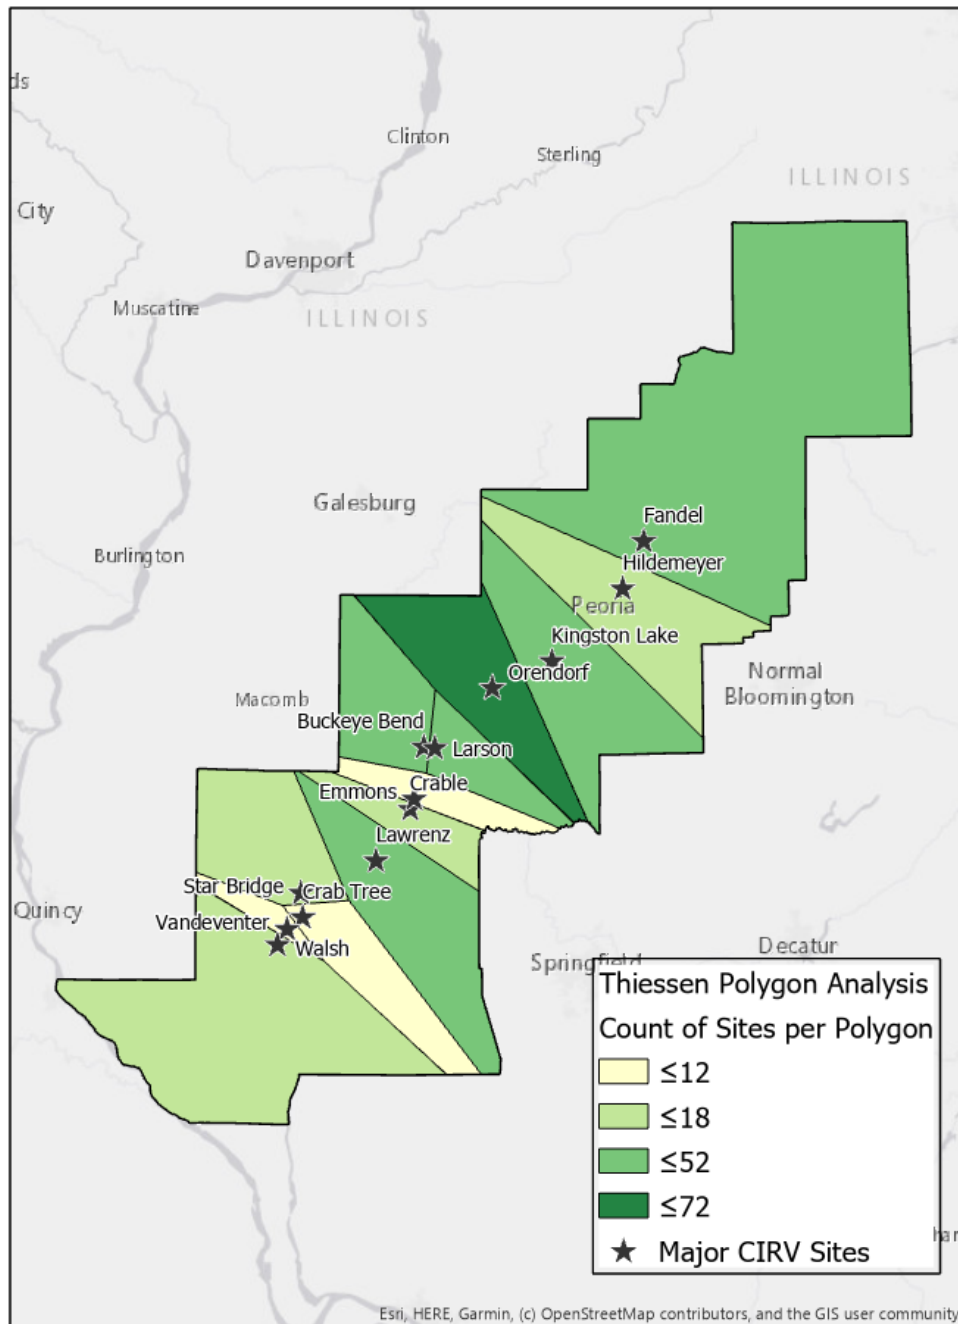 ds
Clinton
Sterling
ILLINOIS
City
Davenport
Muscatine
ILLINOIS
Galesburg
Fandel
Burlington
Hildemeyer
Peoria
Kingston Lake
Orendorf
Normal
Bloomington
Macomb
Buckeye Bend
Larson
Crable
Emmons
Lawrenz
Star Bridge
Crab Tree
Quincy
Vandeventer
Walsh
Decatur
Springfield
Thiessen Polygon Analysis
Count of Sites per Polygon
≤12
≤18
≤52
≤72
Major CIRV Sites
har
Esri, HERE, Garmin, (c) OpenStreetMap contributors, and the GIS user community